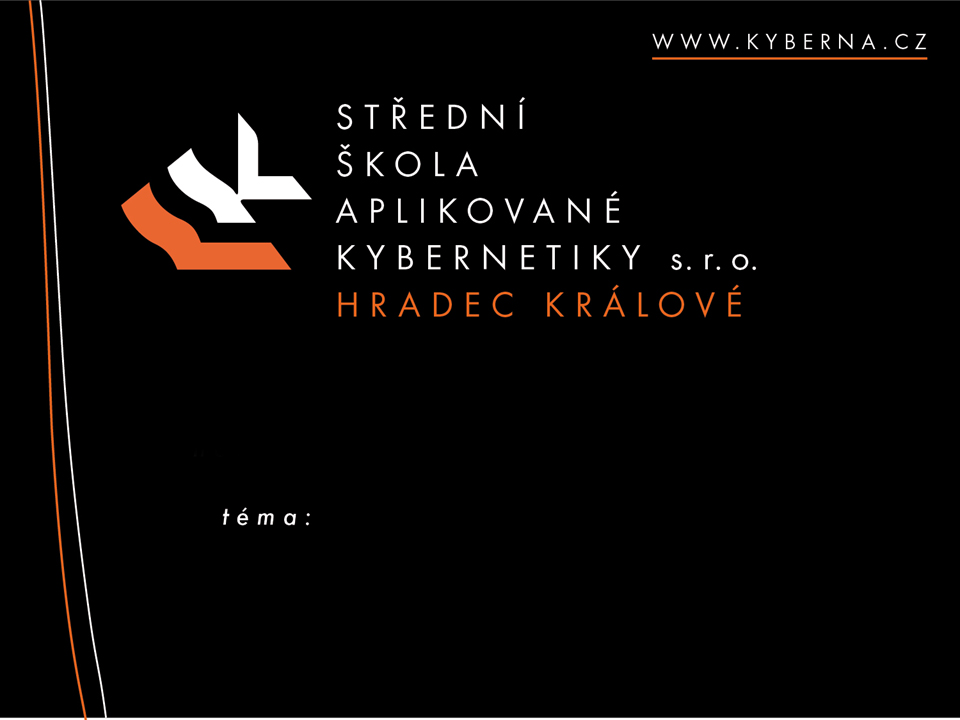 WWW.KYBERNA.CZ
STŘEDNÍ
ŠKOLA
APLIKOVANÉ
KYBERNETIKY s. r. o.
HRADEC KRÁLOVÉ
téma: